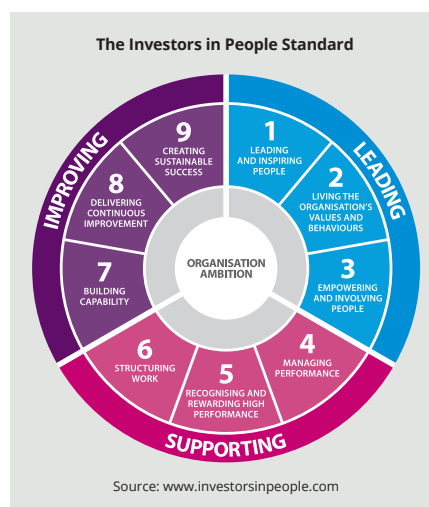 The Investors in People Standard
LEADING
1
LEADING
AND INSPIRING
PEOPLE
2
LIVING THE
ORGANISATION'S
VALUES AND
BEHAVIOURS
3
EMPOWERING
AND INVOLVING
PEOPLE
SUPPORTING
4
MANAGING
PERFORMANCE
5
RECOGNISING AND
REWARDING HIGH
PERFORMANCE
6
STRUCTURING
WORK
IMPROVING
7
BUILDING
CAPABILITY
8
DELIVERING
CONTINUOUS
IMPROVEMENT
9
CREATING
SUSTAINABLE
SUCCESS
ORGANISATION
AMBITION
Source: www.investorsinpeople.com